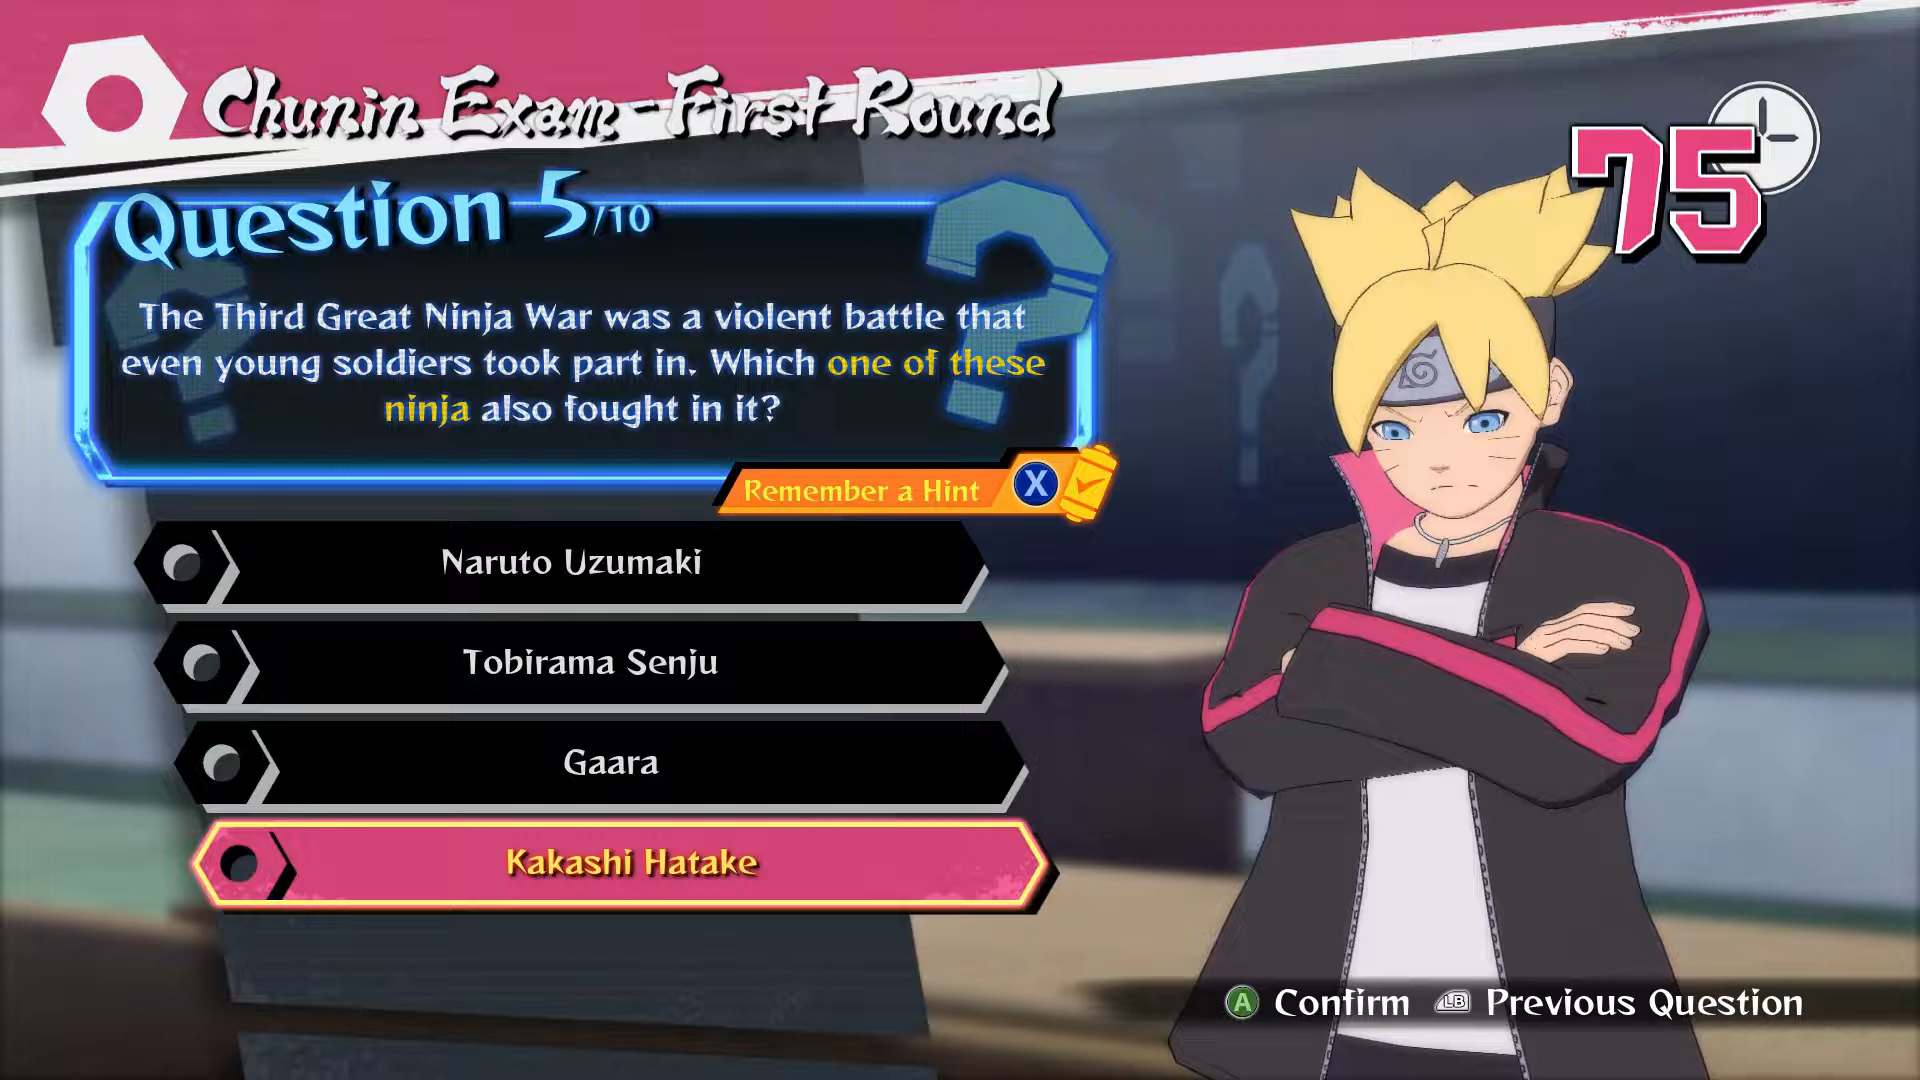 Chunin Exam-First Round
75
Question 5/10
The Third Great Ninja War was a violent battle that
even young soldiers took part in. Which one of these
ninja also fought in it?
Remember a Hint X
Naruto Uzumaki
Tobirama Senju
Gaara
Kakashi Hatake
A Confirm LB Previous Question